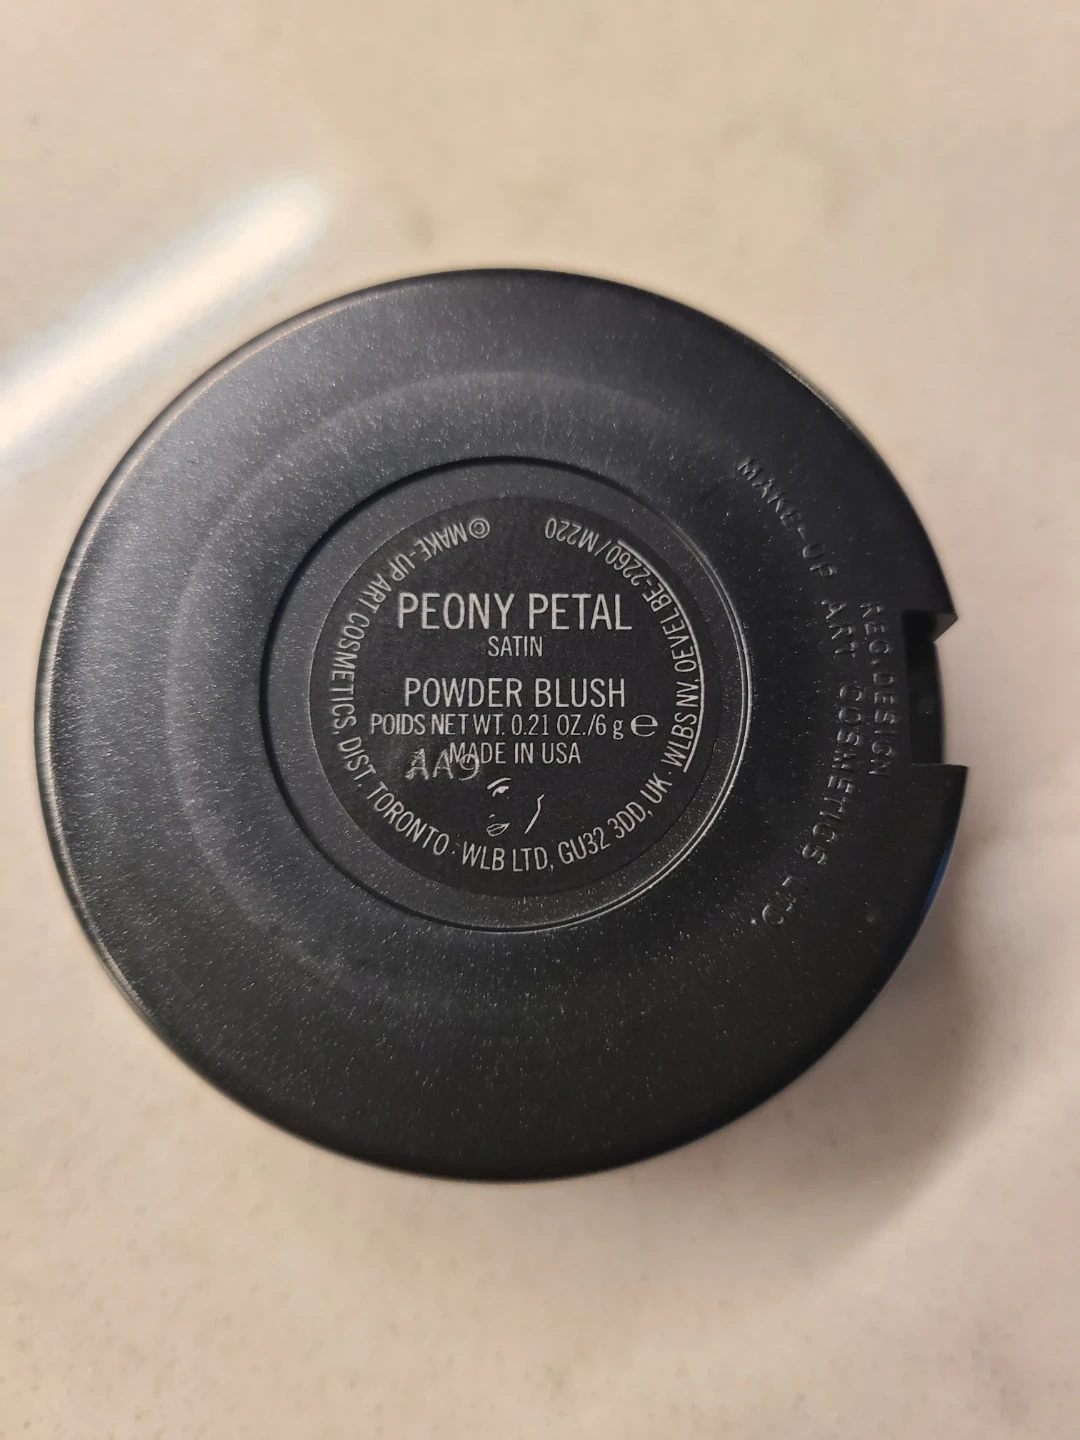 PEONY PETAL
SATIN
POWDER BLUSH
POIDS NET WT. 0.21 OZ./6 g ℮
MADE IN USA
AA9
© MAKE-UP ART COSMETICS, DIST. TORONTO · WLB LTD, GU32 3DD, UK · WLBS NV, OEVEL BE-2260 / M220
MAKE-UP ART COSMETICS LTD.
REG.DESIGN